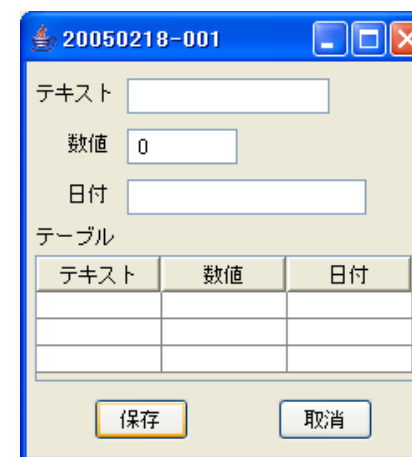 20050218-001
テキスト
数値 0
日付
テーブル
テキスト 数値 日付
保存 取消